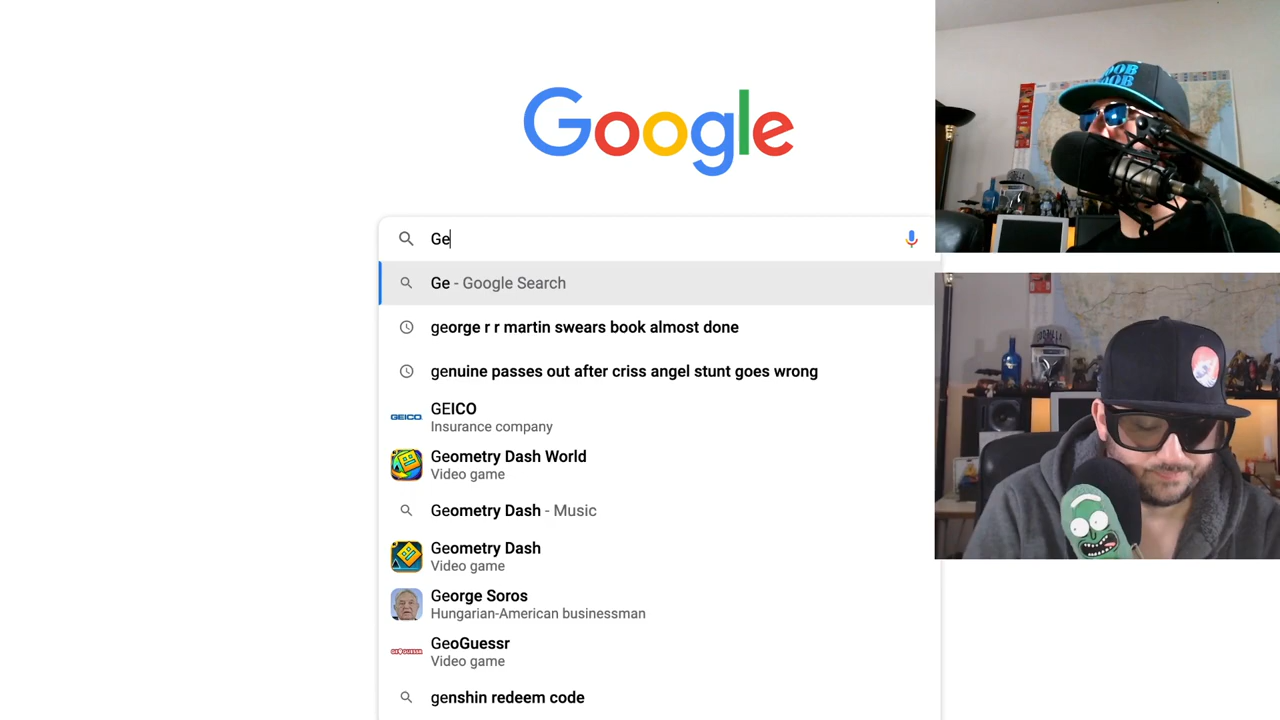 Google
Ge
Ge - Google Search
george r r martin swears book almost done
genuine passes out after criss angel stunt goes wrong
GEICO
GEICO
Insurance company
Geometry Dash World
Video game
Geometry Dash - Music
Geometry Dash
Video game
George Soros
Hungarian-American businessman
GeoGuessr
Video game
genshin redeem code